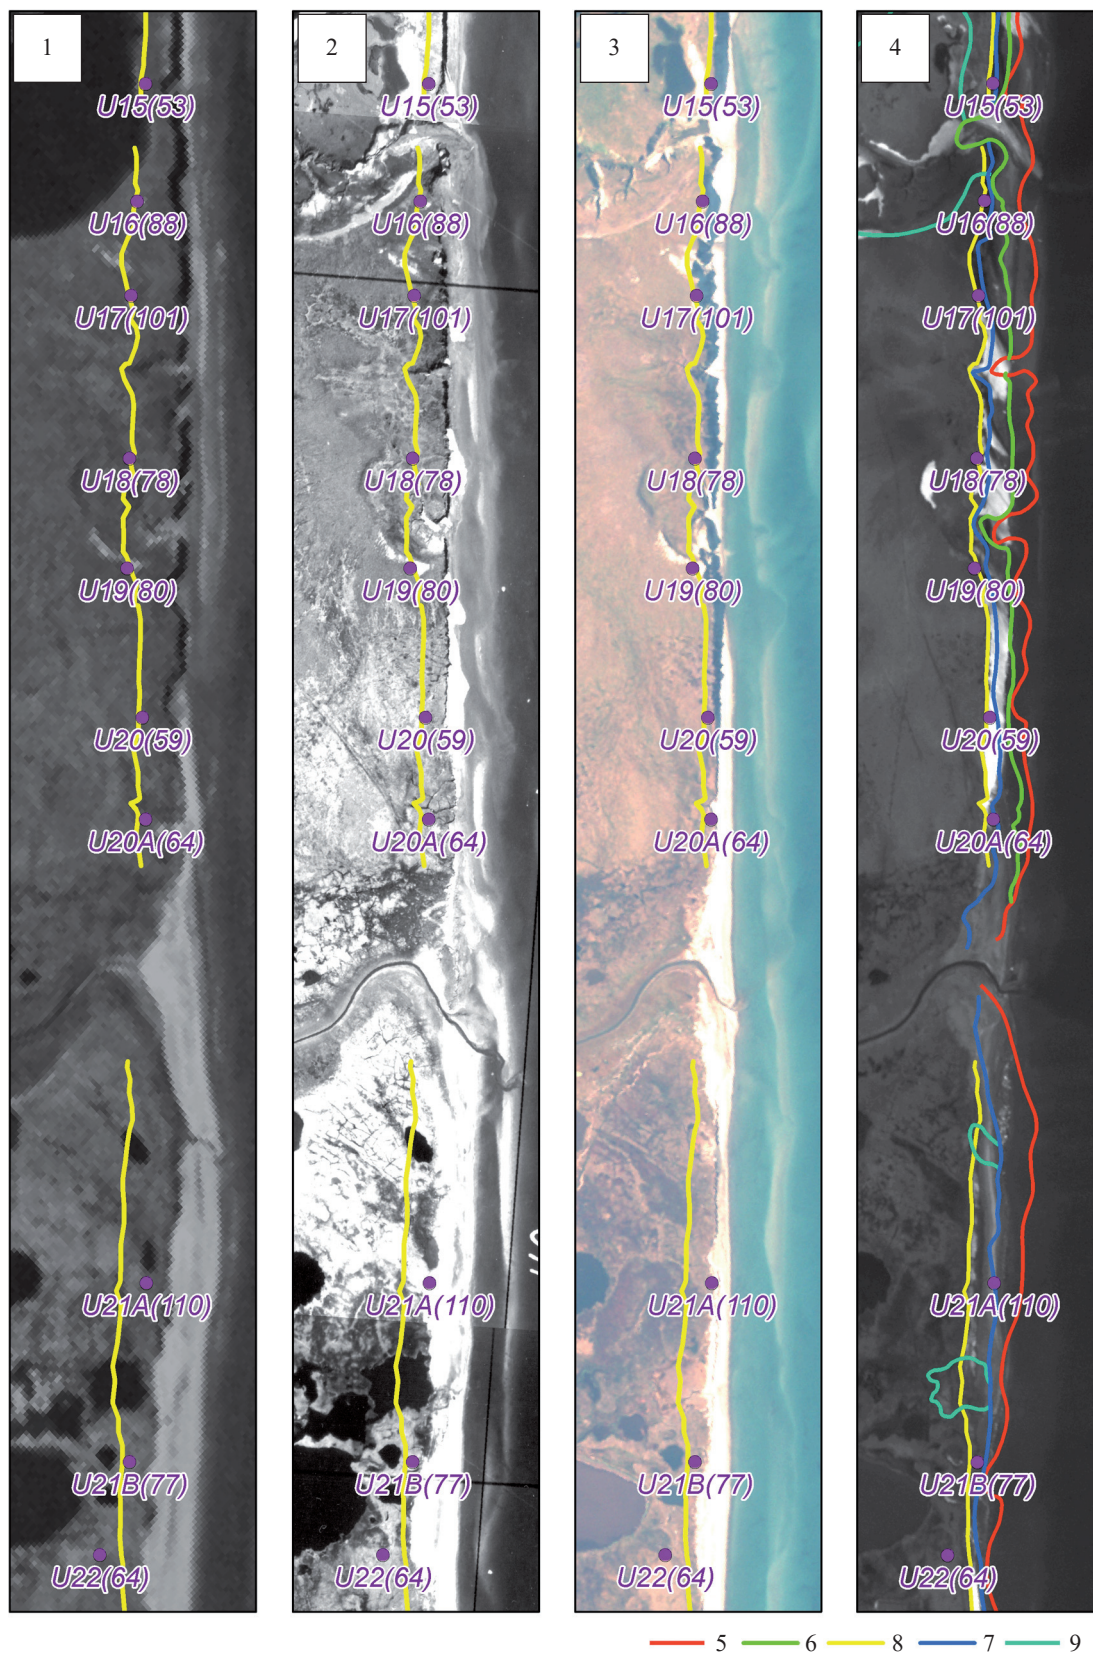 1
U15(53)
U16(88)
U17(101)
U18(78)
U19(80)
U20(59)
U20A(64)
U21A(110)
U21B(77)
U22(64)
2
U15(53)
U16(88)
U17(101)
U18(78)
U19(80)
U20(59)
U20A(64)
U21A(110)
U21B(77)
U22(64)
3
U15(53)
U16(88)
U17(101)
U18(78)
U19(80)
U20(59)
U20A(64)
U21A(110)
U21B(77)
U22(64)
4
U15(53)
U16(88)
U17(101)
U18(78)
U19(80)
U20(59)
U20A(64)
U21A(110)
U21B(77)
U22(64)
5 6 8 7 9